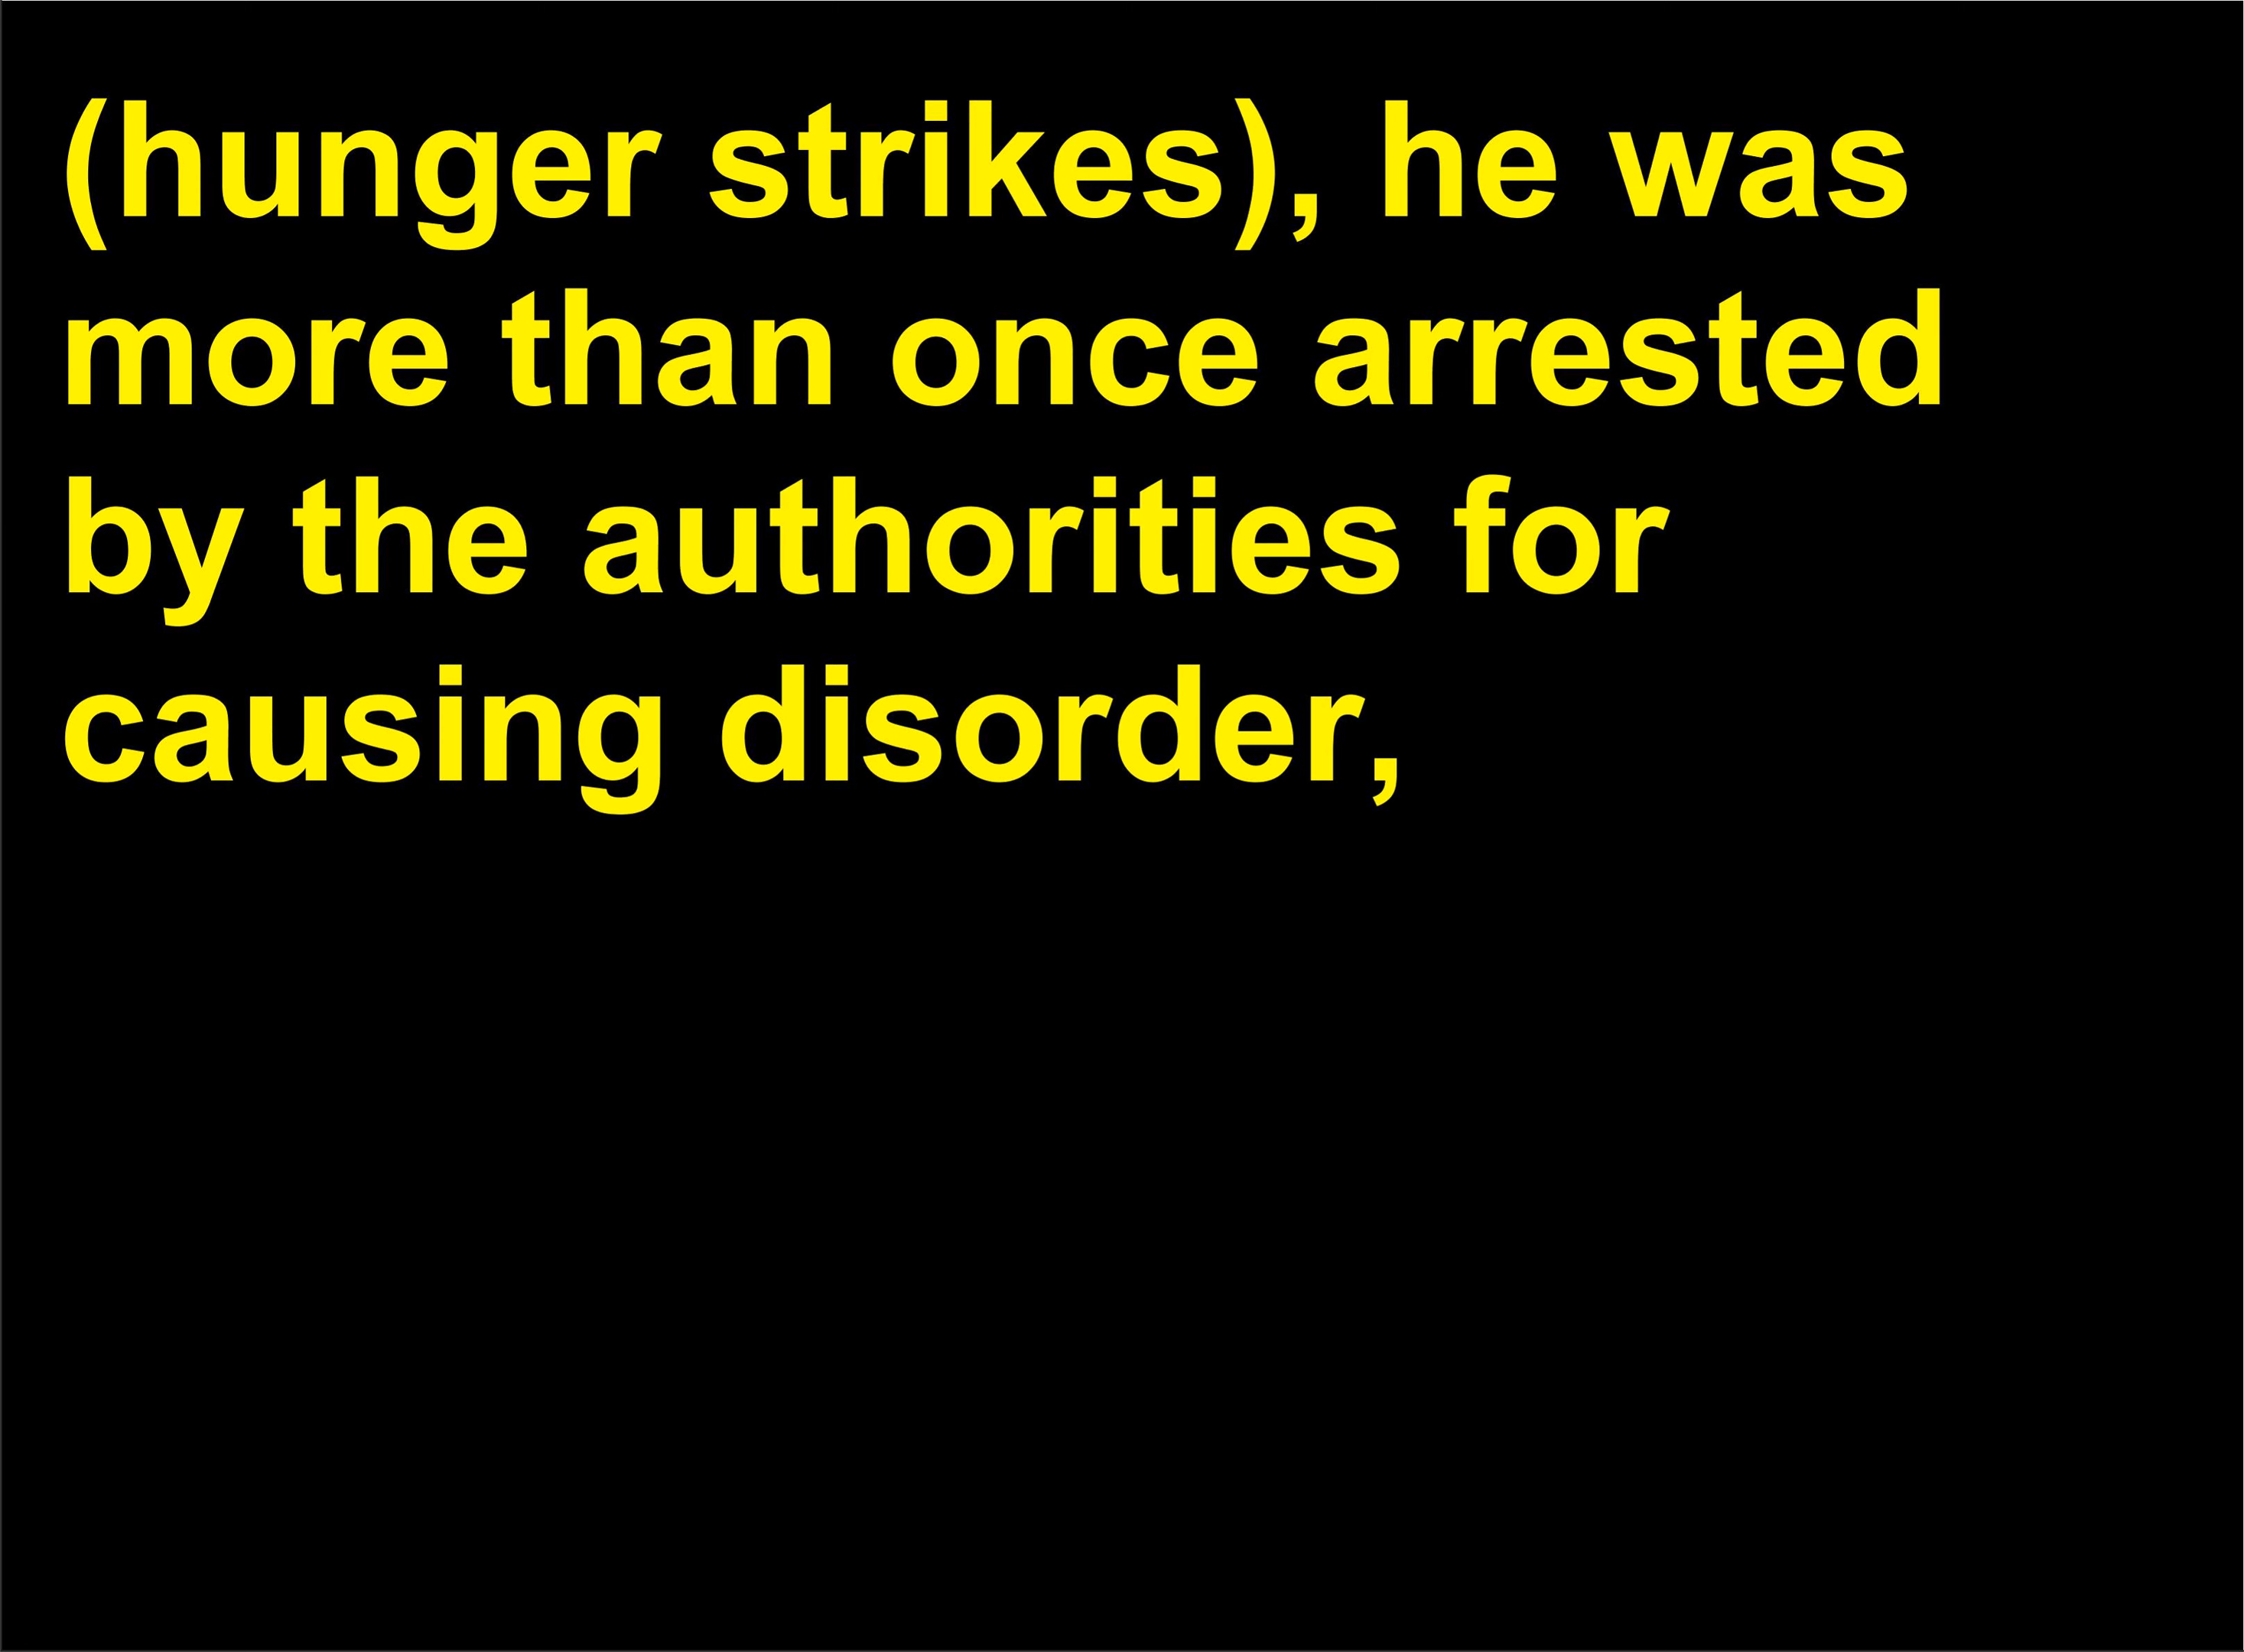 (hunger strikes), he was
more than once arrested
by the authorities for
causing disorder,